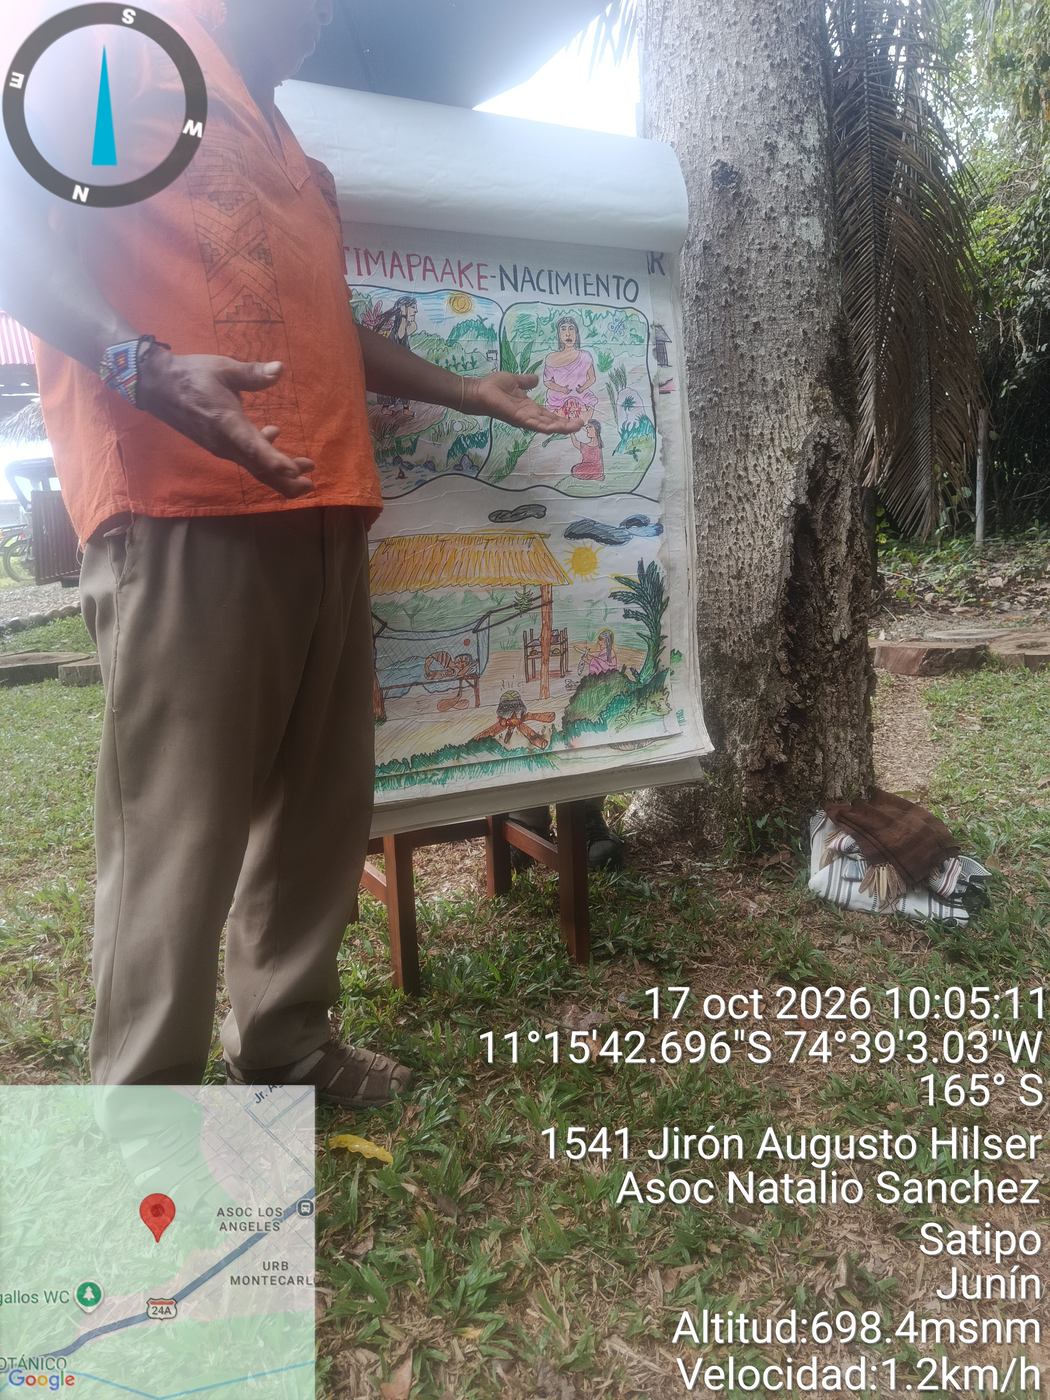 S
E
W
N
TIMAPAAKE-NACIMIENTO
R
17 oct 2026 10:05:11
11°15'42.696"S 74°39'3.03"W
165° S
1541 Jirón Augusto Hilser
Asoc Natalio Sanchez
Satipo
Junín
Altitud:698.4msnm
Velocidad:1.2km/h
Jr. A
ASOC LOS
ANGELES
URB
MONTECARL
gallos WC
24A
OTÁNICO
Google